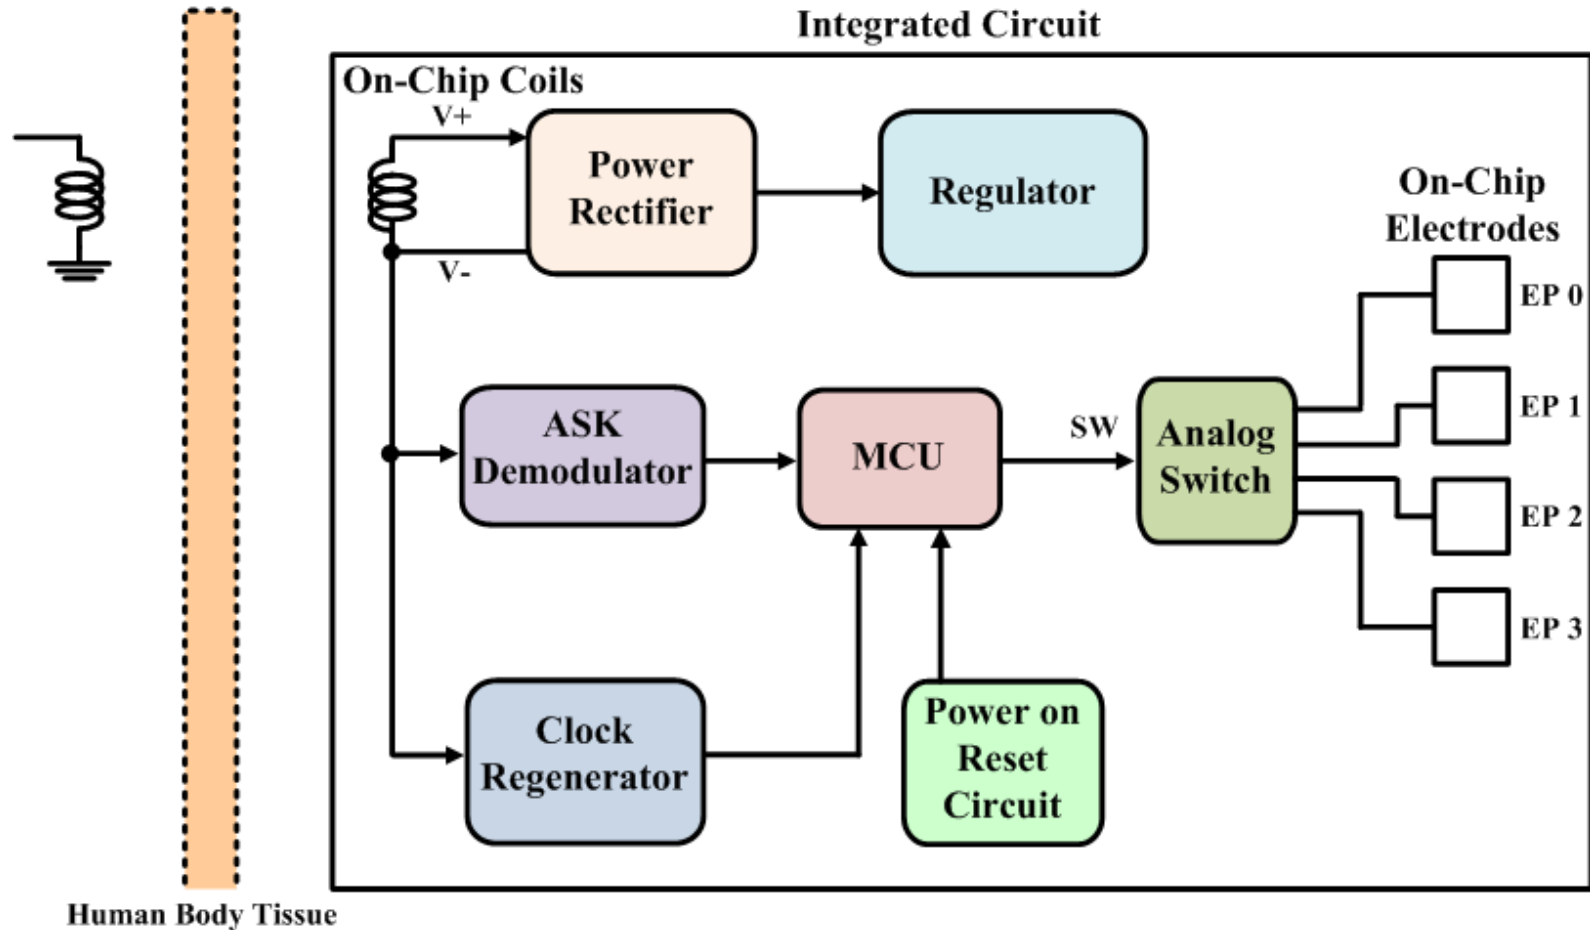 Integrated Circuit
On-Chip Coils
V+
Power
Rectifier
Regulator
V-
On-Chip
Electrodes
EP 0
EP 1
EP 2
EP 3
ASK
Demodulator
MCU
SW
Analog
Switch
Clock
Regenerator
Power on
Reset
Circuit
Human Body Tissue